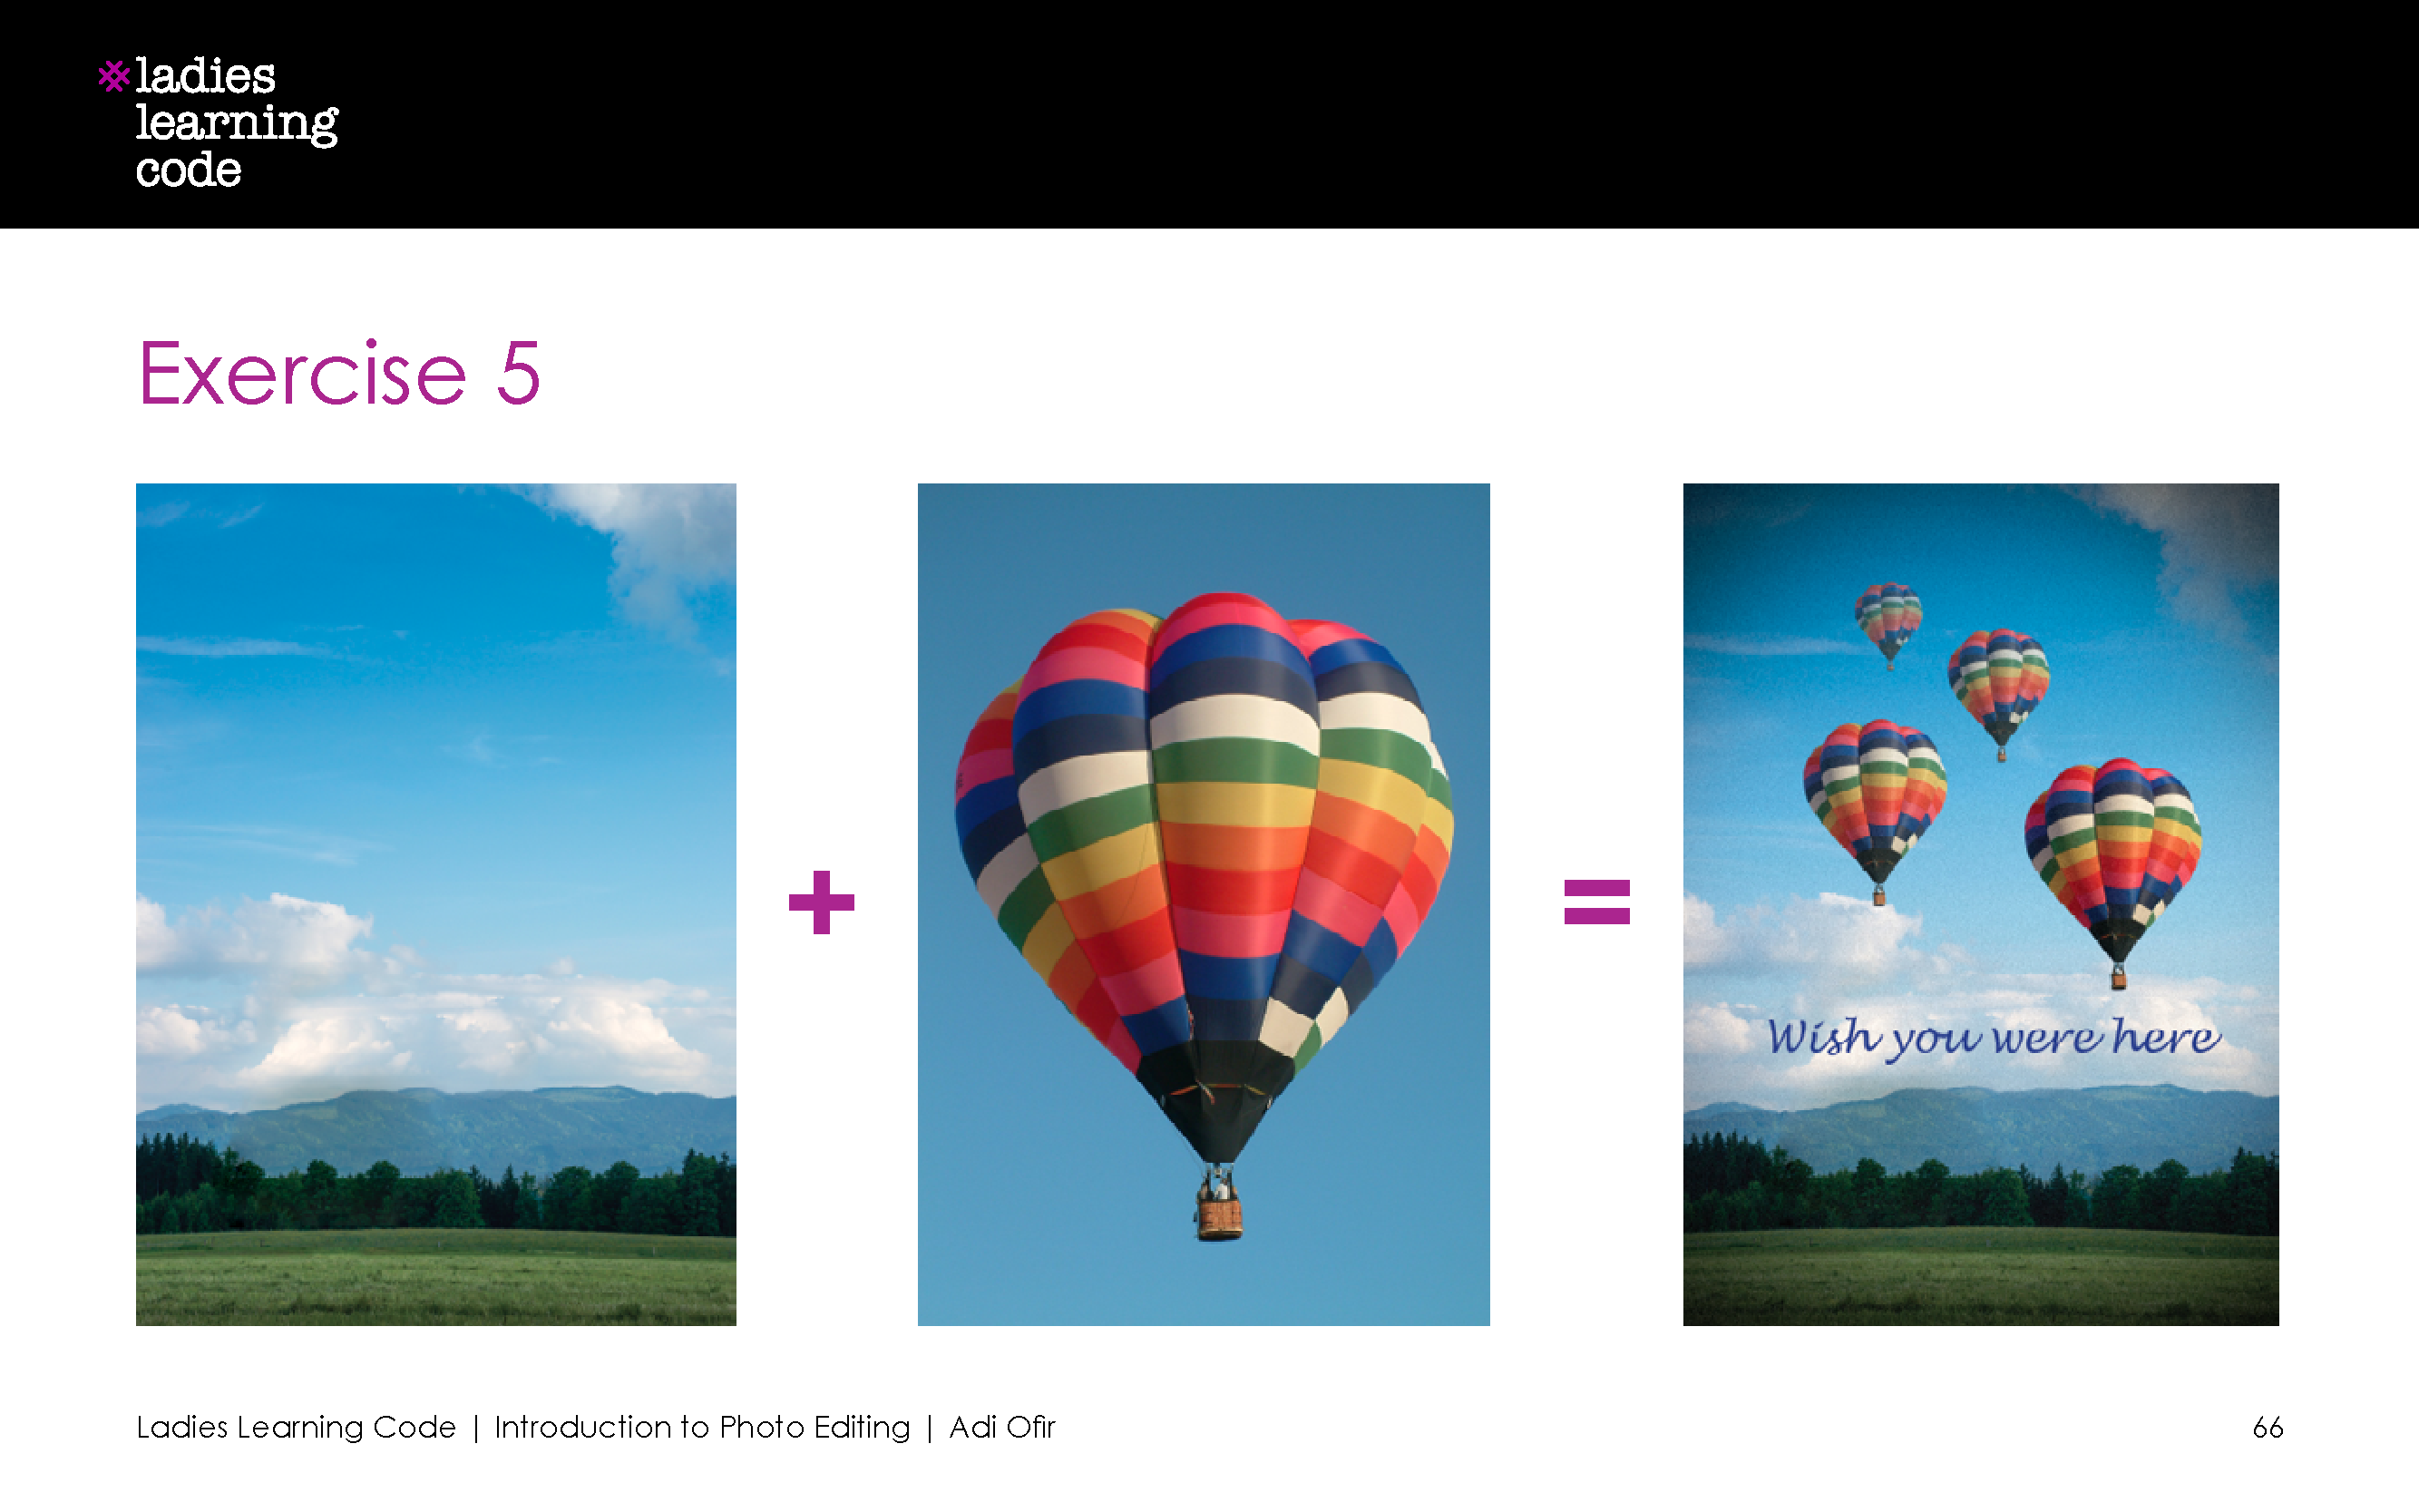 ladies
learning
code
Exercise 5
+
=
Wish you were here
Ladies Learning Code | Introduction to Photo Editing | Adi Ofir
66